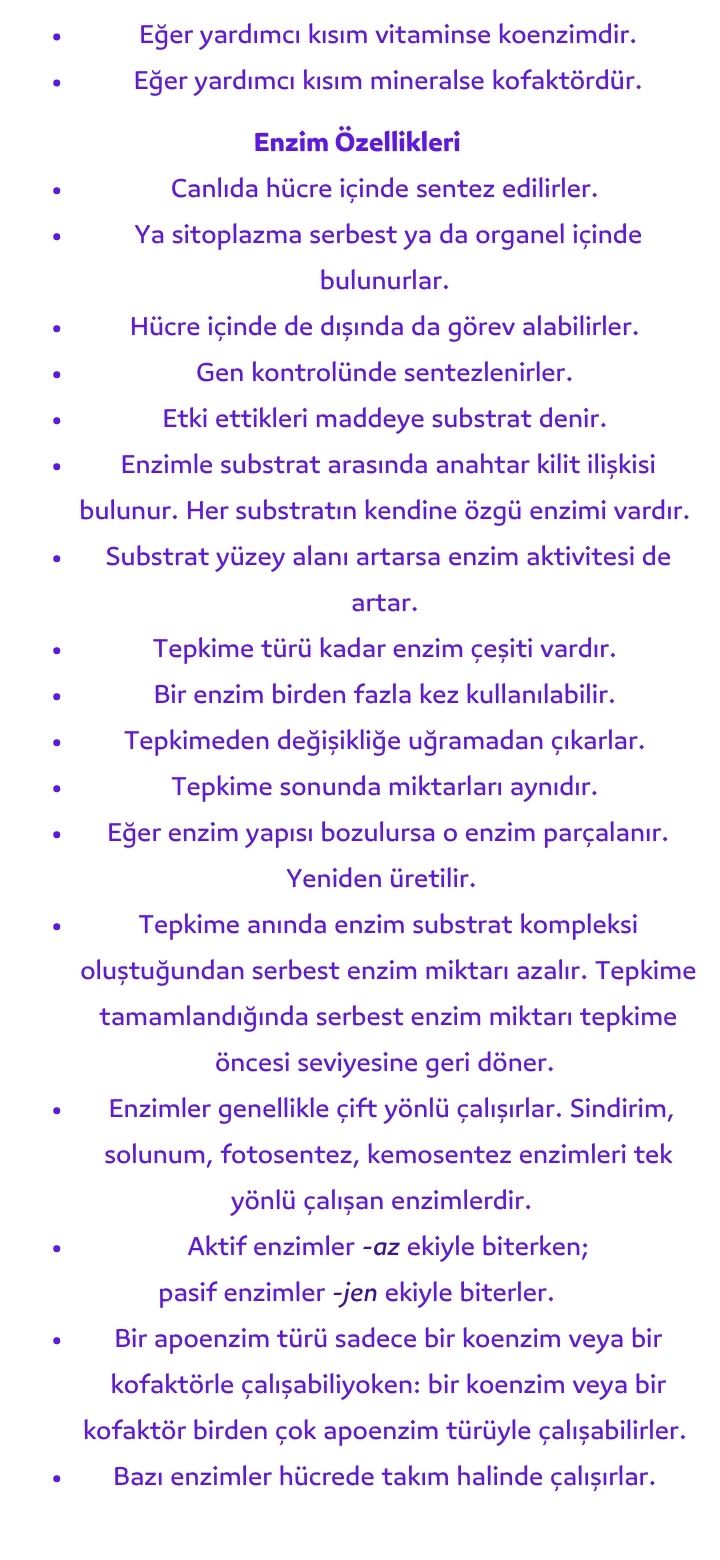 • Eğer yardımcı kısım vitaminse koenzimdir.
• Eğer yardımcı kısım mineralse kofaktördür.
Enzim Özellikleri
• Canlıda hücre içinde sentez edilirler.
• Ya sitoplazma serbest ya da organel içinde
bulunurlar.
• Hücre içinde de dışında da görev alabilirler.
• Gen kontrolünde sentezlenirler.
• Etki ettikleri maddeye substrat denir.
• Enzimle substrat arasında anahtar kilit ilişkisi
bulunur. Her substratın kendine özgü enzimi vardır.
• Substrat yüzey alanı artarsa enzim aktivitesi de
artar.
• Tepkime türü kadar enzim çeşiti vardır.
• Bir enzim birden fazla kez kullanılabilir.
• Tepkimeden değişikliğe uğramadan çıkarlar.
• Tepkime sonunda miktarları aynıdır.
• Eğer enzim yapısı bozulursa o enzim parçalanır.
Yeniden üretilir.
• Tepkime anında enzim substrat kompleksi
oluştuğundan serbest enzim miktarı azalır. Tepkime
tamamlandığında serbest enzim miktarı tepkime
öncesi seviyesine geri döner.
• Enzimler genellikle çift yönlü çalışırlar. Sindirim,
solunum, fotosentez, kemosentez enzimleri tek
yönlü çalışan enzimlerdir.
• Aktif enzimler -az ekiyle biterken;
pasif enzimler -jen ekiyle biterler.
• Bir apoenzim türü sadece bir koenzim veya bir
kofaktörle çalışabiliyoken: bir koenzim veya bir
kofaktör birden çok apoenzim türüyle çalışabilirler.
• Bazı enzimler hücrede takım halinde çalışırlar.